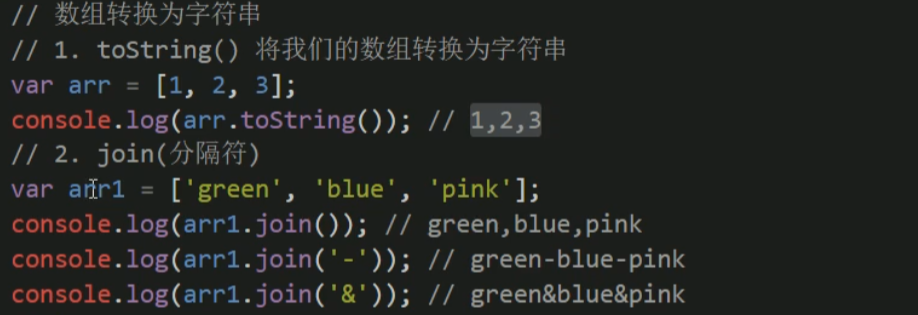 // 数组转换为字符串
// 1. toString() 将我们的数组转换为字符串
var arr = [1, 2, 3];
console.log(arr.toString()); // 1,2,3
// 2. join(分隔符)
var arr1 = ['green', 'blue', 'pink'];
console.log(arr1.join()); // green,blue,pink
console.log(arr1.join('-')); // green-blue-pink
console.log(arr1.join('&')); // green&blue&pink